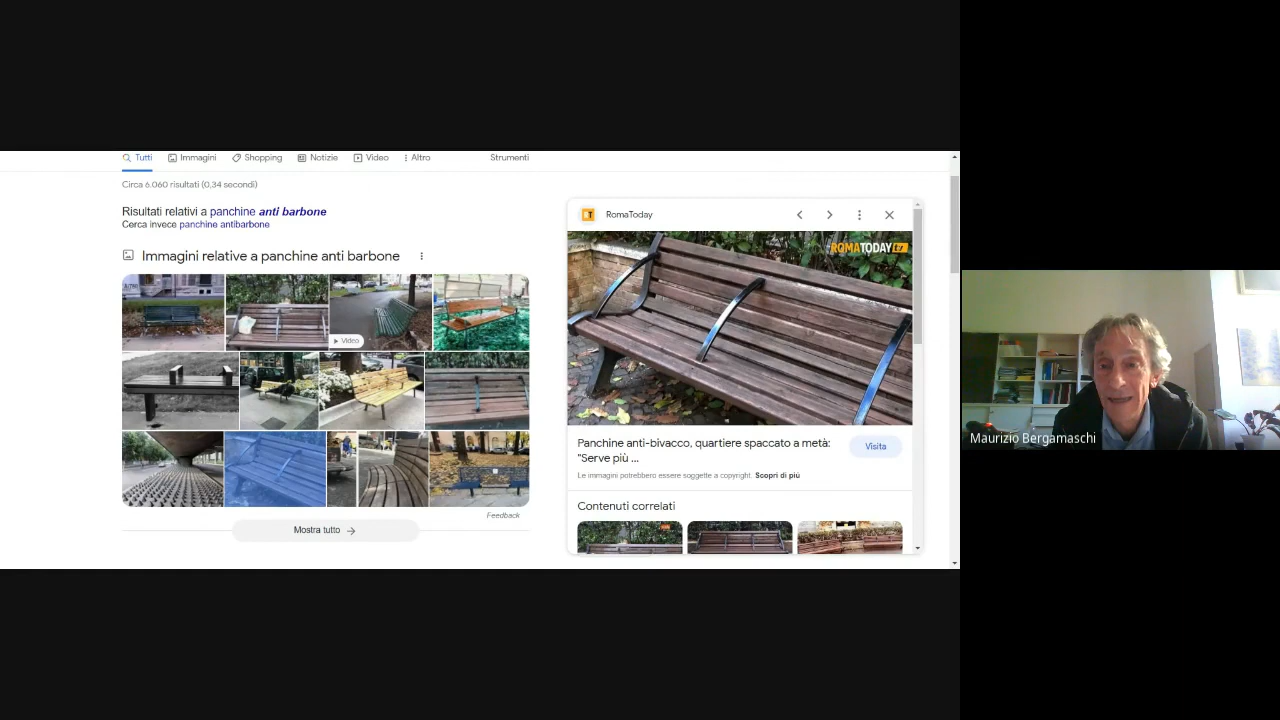 Tutti
Immagini
Shopping
Notizie
Video
Altro
Strumenti
Circa 6.060 risultati (0,34 secondi)
Risultati relativi a panchine anti barbone
Cerca invece panchine antibarbone
Immagini relative a panchine anti barbone
Video
Feedback
Mostra tutto
RT
RomaToday
ROMATODAY
Panchine anti-bivacco, quartiere spaccato a metà:
"Serve più ...
Visita
Le immagini potrebbero essere soggette a copyright. Scopri di più
Contenuti correlati
Maurizio Bergamaschi